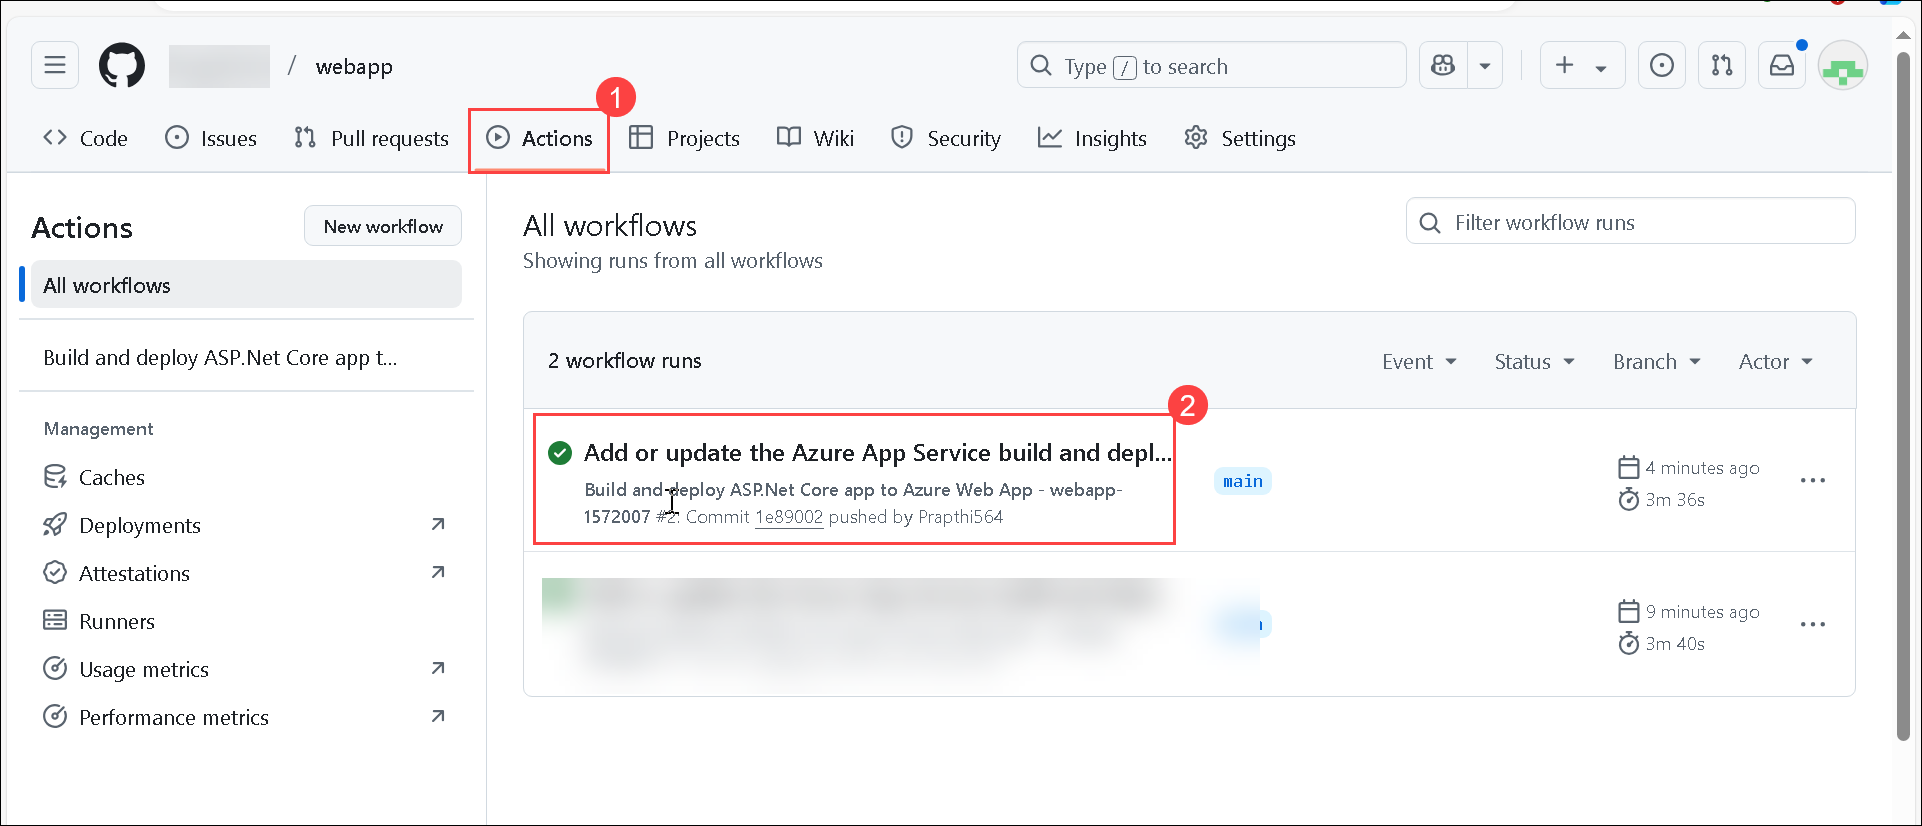 / webapp
Type / to search
1
Code Issues Pull requests Actions Projects Wiki Security Insights Settings
Actions
New workflow
All workflows
Build and deploy ASP.Net Core app t...
Management
Caches
Deployments
Attestations
Runners
Usage metrics
Performance metrics
All workflows
Showing runs from all workflows
Filter workflow runs
2 workflow runs
Event Status Branch Actor
2
Add or update the Azure App Service build and depl...
Build and deploy ASP.Net Core app to Azure Web App - webapp-
1572007 #2: Commit 1e89002 pushed by Prapthi564
main
4 minutes ago
3m 36s
9 minutes ago
3m 40s